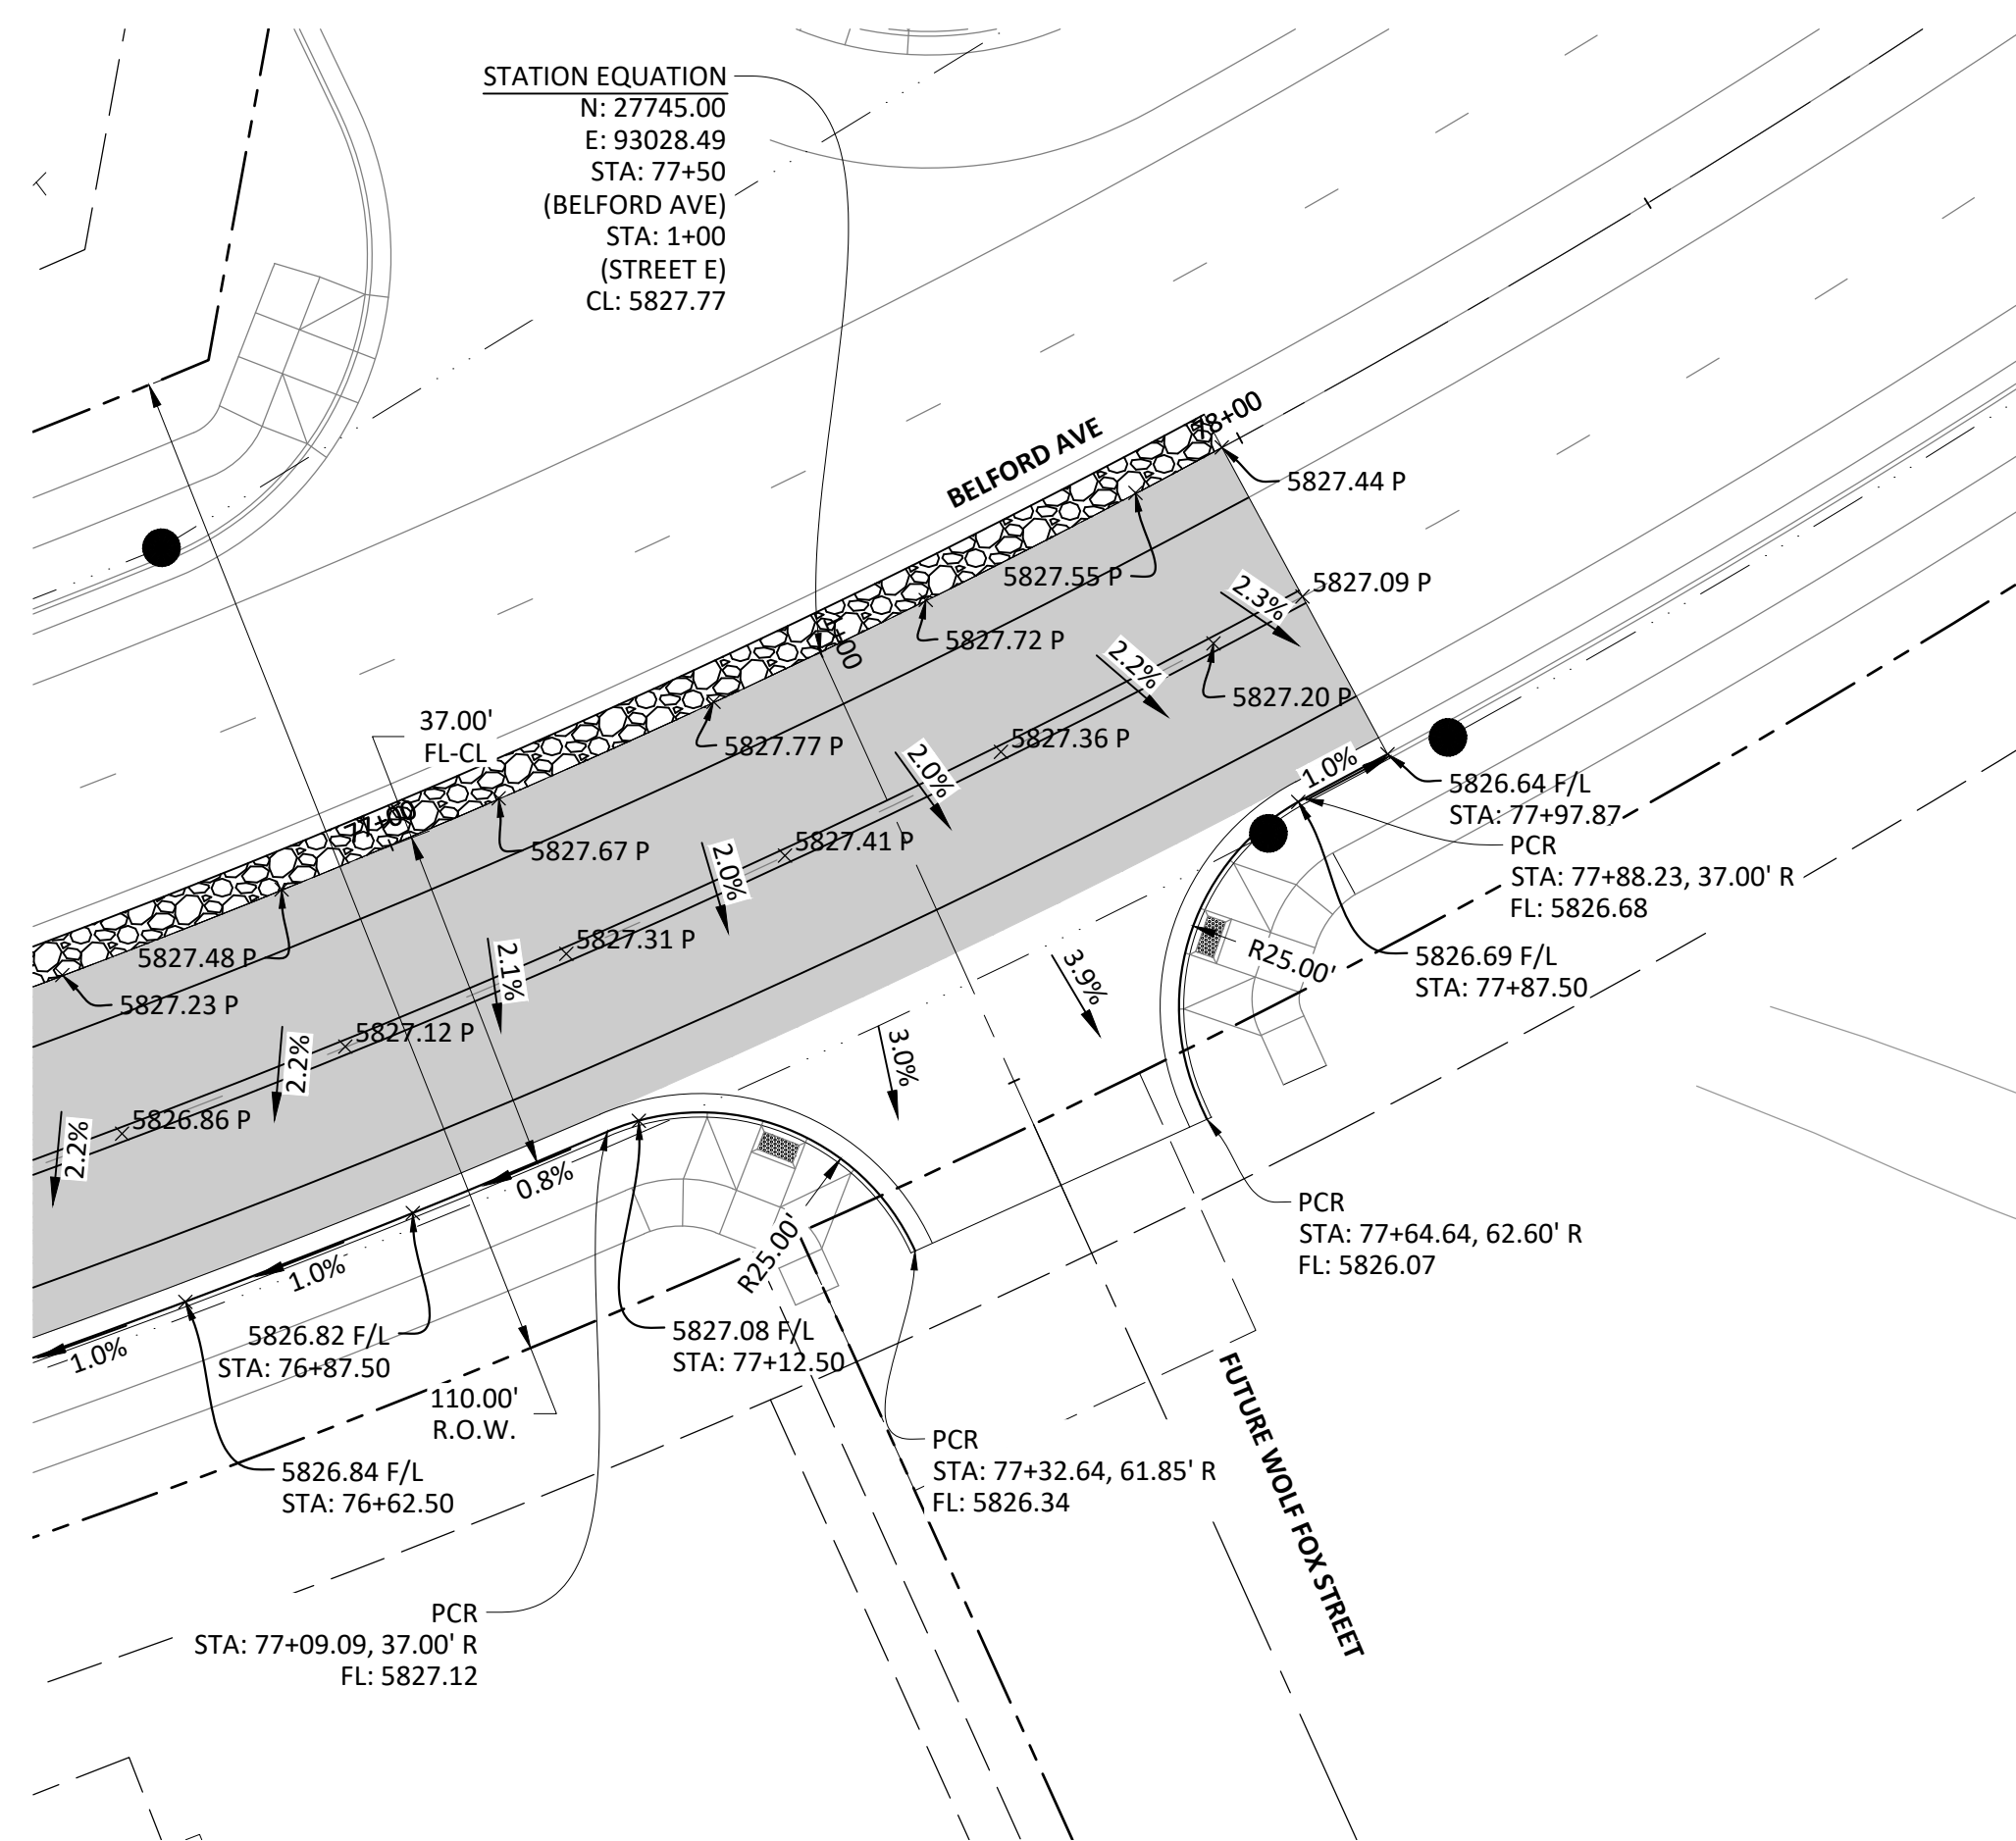 STATION EQUATION
N: 27745.00
E: 93028.49
STA: 77+50
(BELFORD AVE)
STA: 1+00
(STREET E)
CL: 5827.77
BELFORD AVE
78+00
5827.44 P
5827.55 P
5827.09 P
2.3%
5827.72 P
2.2%
5827.20 P
37.00'
FL-CL
5827.77 P
5827.36 P
2.0%
1.0%
5826.64 F/L
STA: 77+97.87
77+00
5827.67 P
5827.41 P
2.0%
PCR
STA: 77+88.23, 37.00' R
FL: 5826.68
5827.48 P
5827.31 P
2.1%
3.9%
R25.00'
5826.69 F/L
STA: 77+87.50
5827.23 P
5827.12 P
2.2%
3.0%
5826.86 P
2.2%
0.8%
R25.00'
PCR
STA: 77+64.64, 62.60' R
FL: 5826.07
1.0%
1.0%
5826.82 F/L
STA: 76+87.50
5827.08 F/L
STA: 77+12.50
110.00'
R.O.W.
5826.84 F/L
STA: 76+62.50
PCR
STA: 77+32.64, 61.85' R
FL: 5826.34
FUTURE WOLF FOX STREET
PCR
STA: 77+09.09, 37.00' R
FL: 5827.12